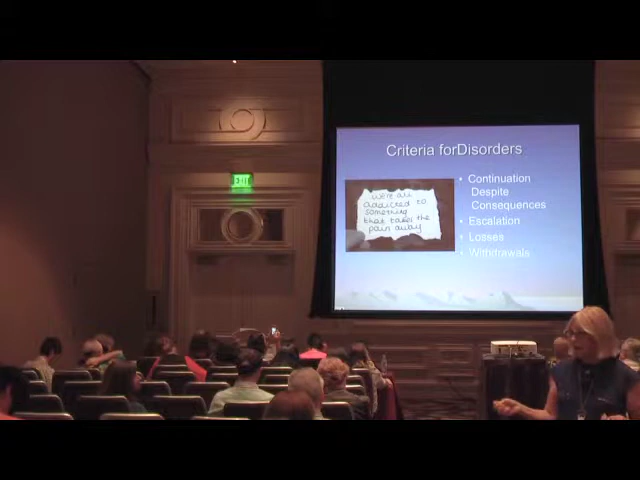 Criteria forDisorders
we're all
addicted to
something
that takes the
pain away
• Continuation
Despite
Consequences
• Escalation
• Losses
• Withdrawals